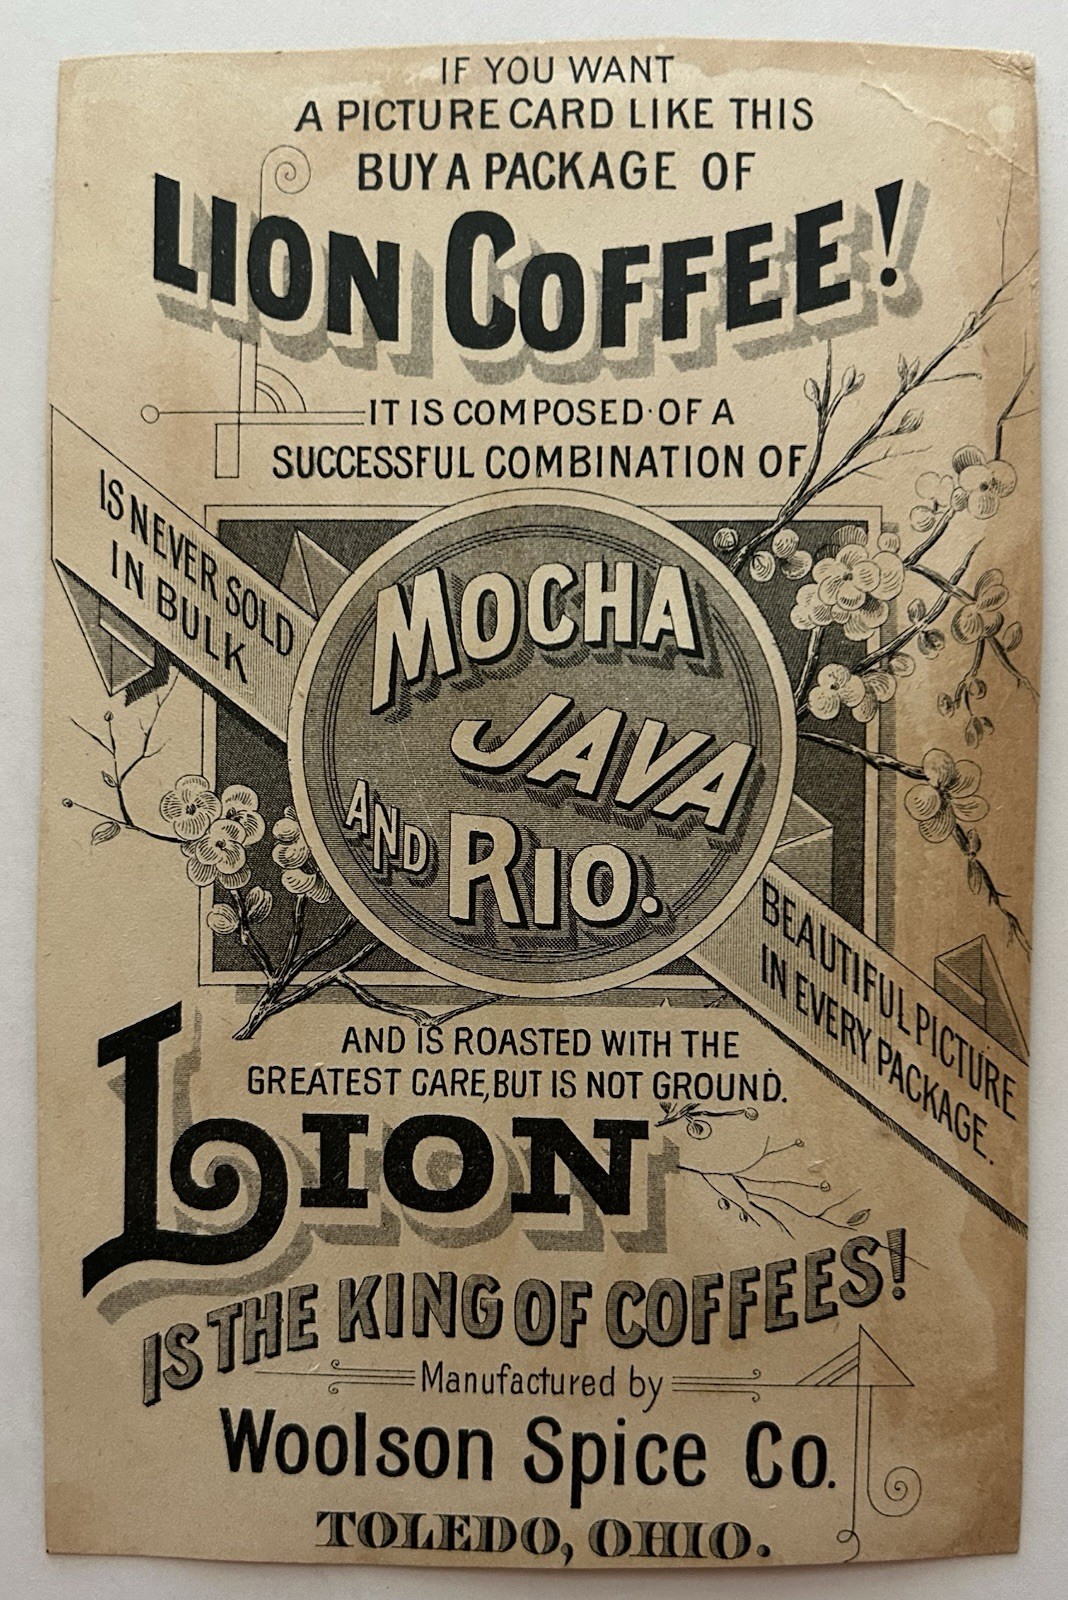 IF YOU WANT
A PICTURE CARD LIKE THIS
BUY A PACKAGE OF
LION COFFEE!
IT IS COMPOSED OF A
SUCCESSFUL COMBINATION OF
IS NEVER SOLD
IN BULK
MOCHA
JAVA
AND RIO.
BEAUTIFUL PICTURE
IN EVERY PACKAGE.
AND IS ROASTED WITH THE
GREATEST CARE, BUT IS NOT GROUND.
LION
IS THE KING OF COFFEES!
Manufactured by
Woolson Spice Co.
TOLEDO, OHIO.